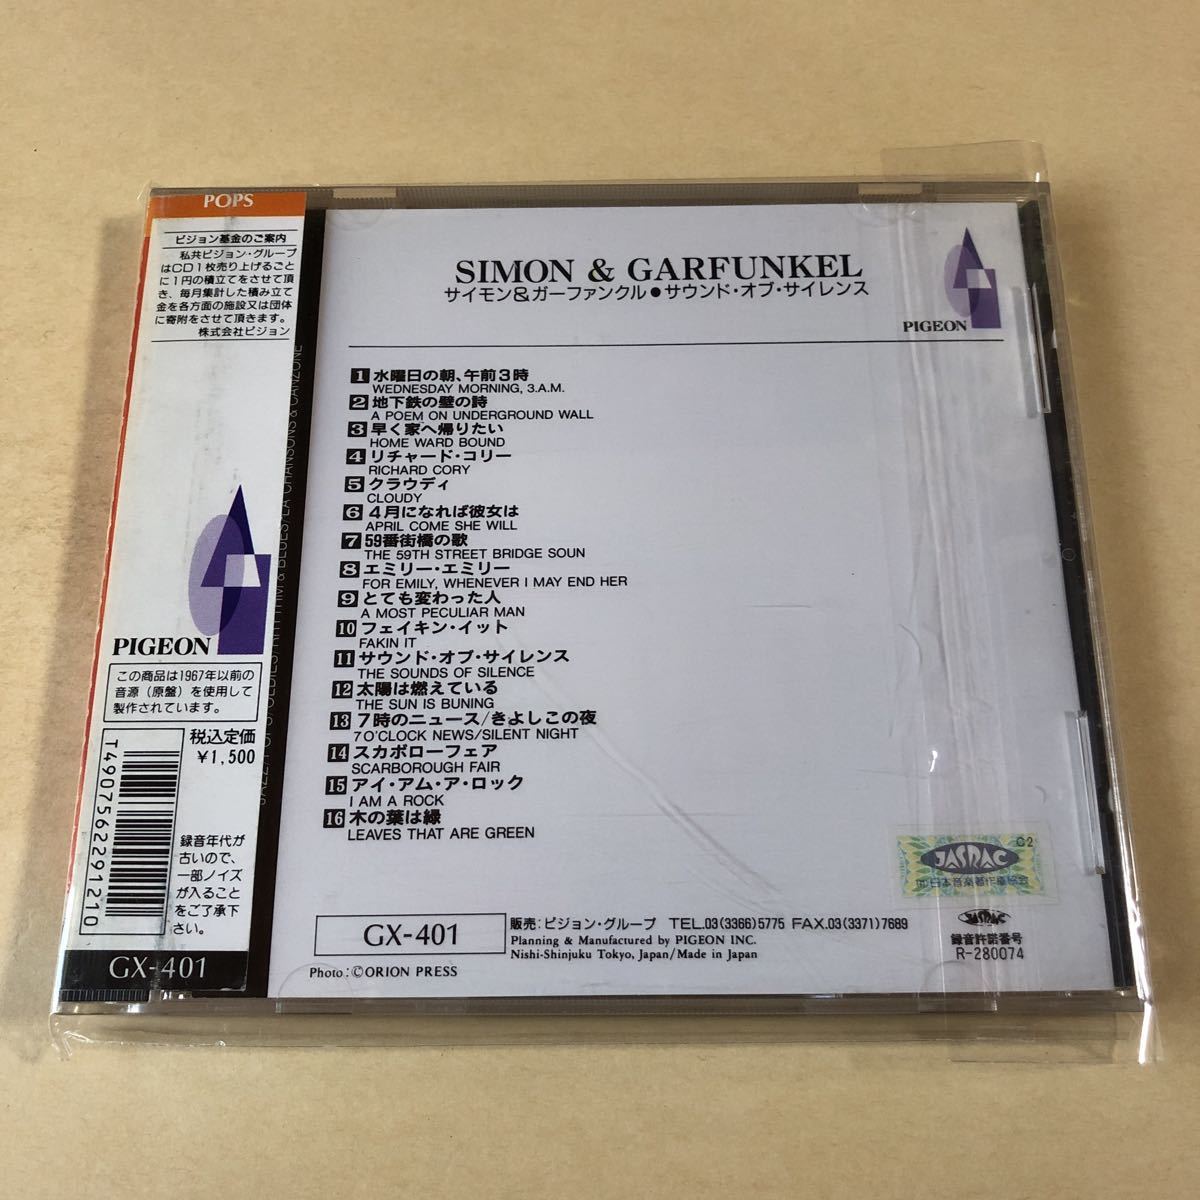 POPS
ピジョン基金のご案内
私共ピジョン・グループ
はCD1枚売り上げるごと
に1円の積立てをさせて頂
き、毎月集計した積み立て
金を各方面の施設又は団体
に寄附をさせて頂きます。
株式会社ピジョン
PIGEON
この商品は1967年以前の
音源(原盤)を使用して
製作されています。
税込定価
¥1,500
T4907562291210
録音年代が
古いので、
一部ノイズ
が入ること
をご了承下
さい。
GX-401
SIMON & GARFUNKEL
サイモン&ガーファンクル●サウンド・オブ・サイレンス
PIGEON
1 水曜日の朝、午前3時
WEDNESDAY MORNING, 3.A.M.
2 地下鉄の壁の詩
A POEM ON UNDERGROUND WALL
3 早く家へ帰りたい
HOME WARD BOUND
4 リチャード・コリー
RICHARD CORY
5 クラウディ
CLOUDY
6 4月になれば彼女は
APRIL COME SHE WILL
7 59番街橋の歌
THE 59TH STREET BRIDGE SOUN
8 エミリー・エミリー
FOR EMILY, WHENEVER I MAY END HER
9 とても変わった人
A MOST PECULIAR MAN
10 フェイキン・イット
FAKIN IT
11 サウンド・オブ・サイレンス
THE SOUNDS OF SILENCE
12 太陽は燃えている
THE SUN IS BUNING
13 7時のニュース/きよしこの夜
7 O'CLOCK NEWS/SILENT NIGHT
14 スカボローフェア
SCARBOROUGH FAIR
15 アイ・アム・ア・ロック
I AM A ROCK
16 木の葉は緑
LEAVES THAT ARE GREEN
C2
JASRAC
(社)日本音楽著作権協会
GX-401
販売:ピジョン・グループ TEL.03(3366)5775 FAX.03(3371)7689
Planning & Manufactured by PIGEON INC.
Nishi-Shinjuku Tokyo, Japan/Made in Japan
Photo:©ORION PRESS
JASRAC
録音許諾番号
R-280074